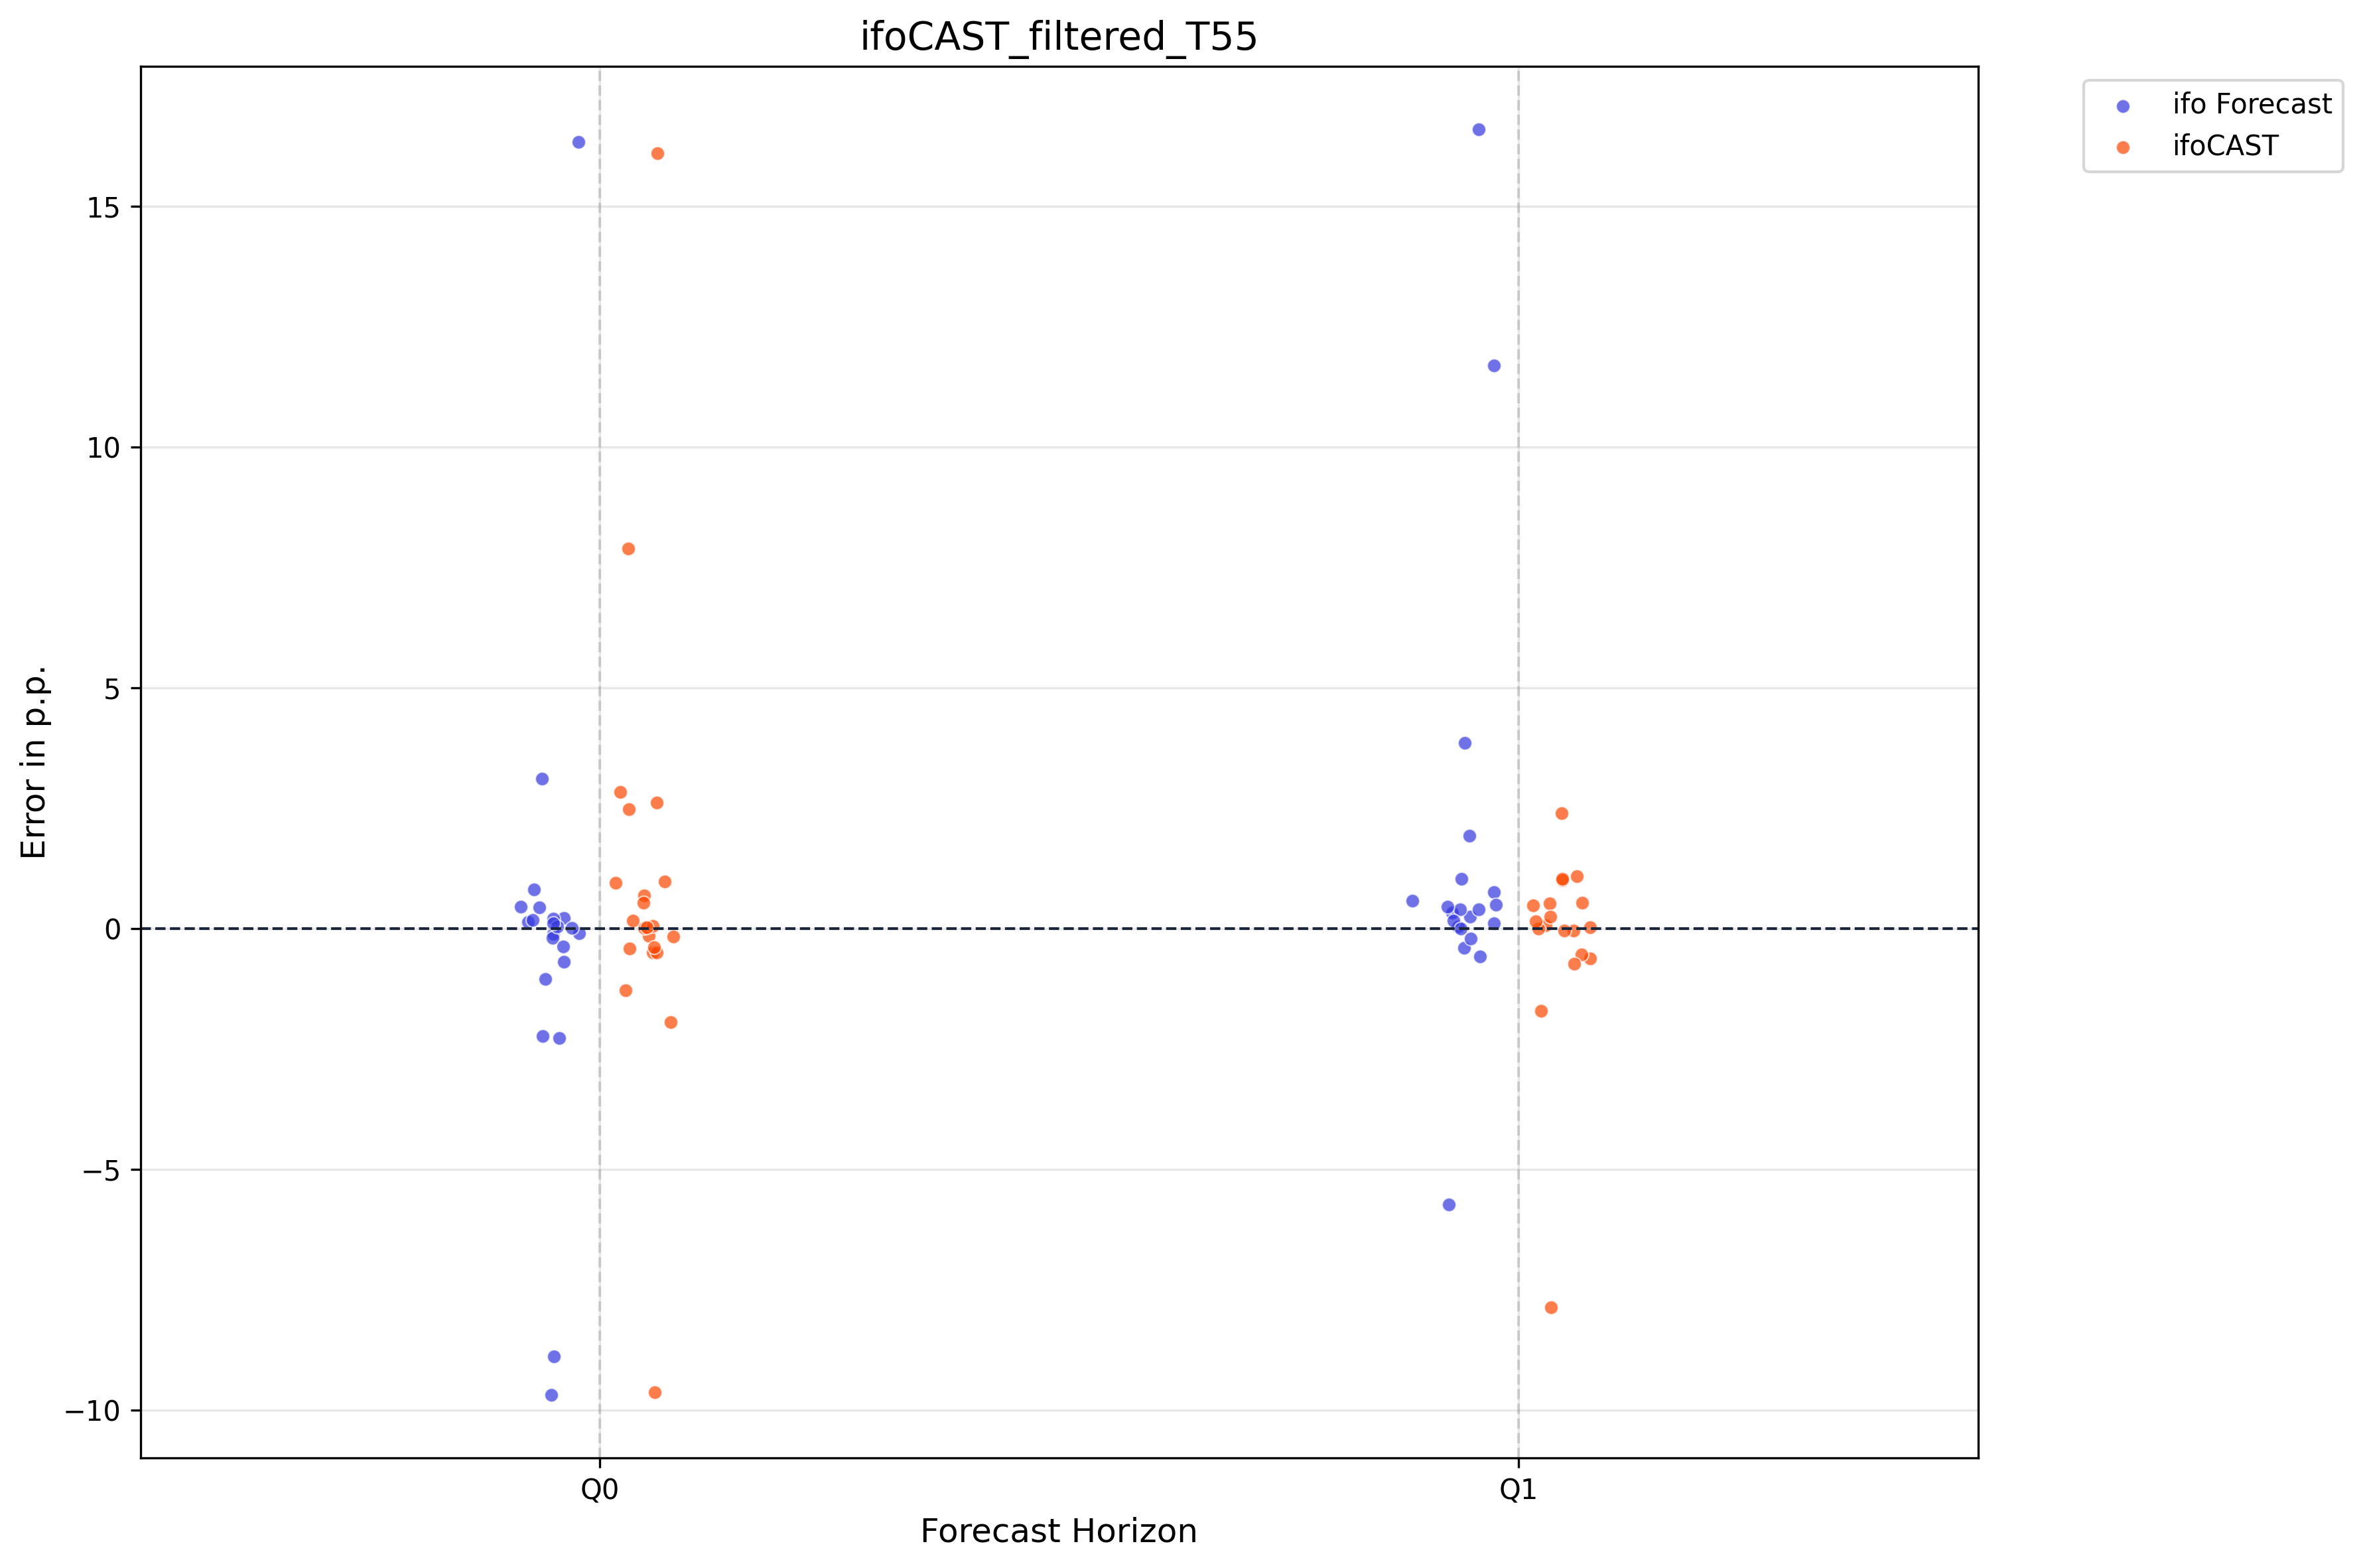 ifoCAST_filtered_T55
ifo Forecast
ifoCAST
15
10
5
0
−5
−10
Error in p.p.
Q0
Q1
Forecast Horizon